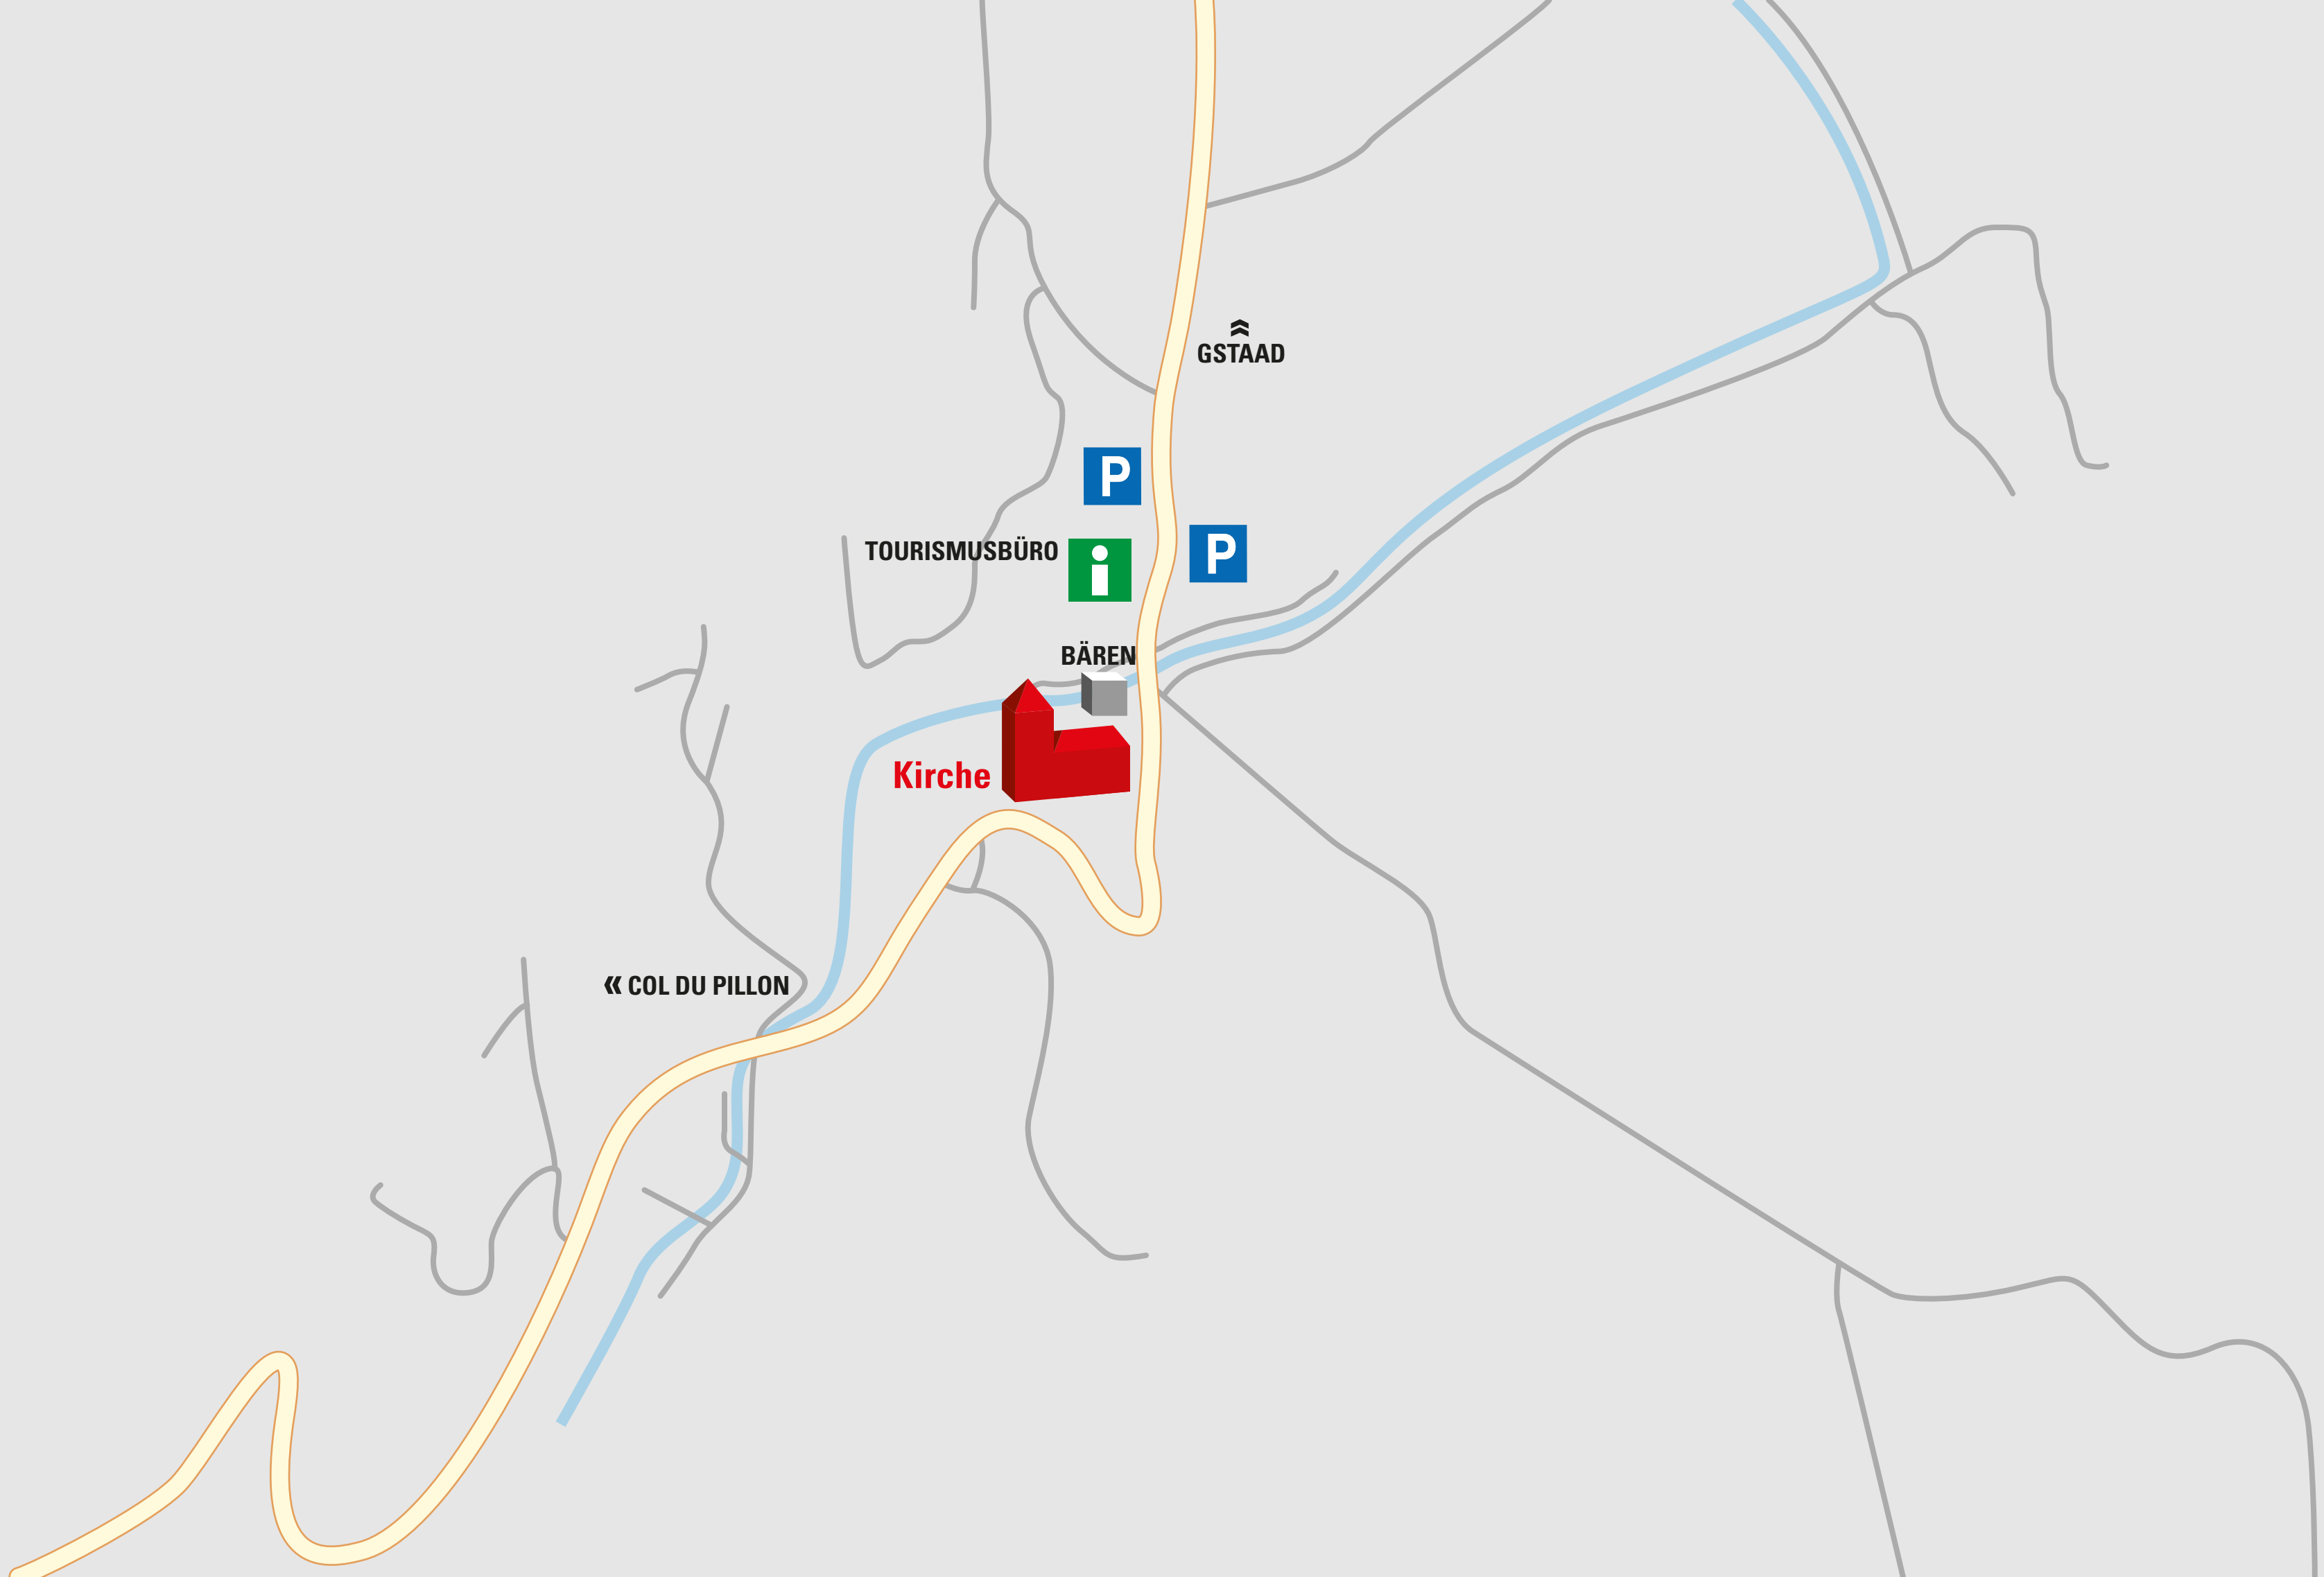 GSTAAD
P
P
TOURISMUSBÜRO
i
BÄREN
Kirche
« COL DU PILLON